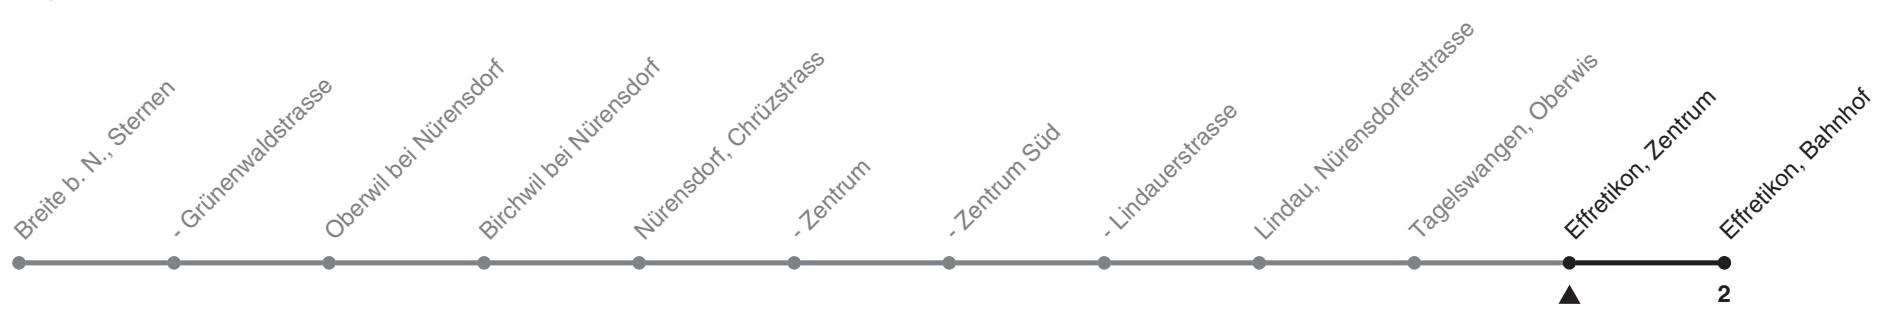 Breite b. N., Sternen
- Grünenwaldstrasse
Oberwil bei Nürensdorf
Birchwil bei Nürensdorf
Nürensdorf, Chrüzstrass
- Zentrum
- Zentrum Süd
- Lindauerstrasse
Lindau, Nürensdorferstrasse
Tagelswangen, Oberwis
Effretikon, Zentrum
Effretikon, Bahnhof
2